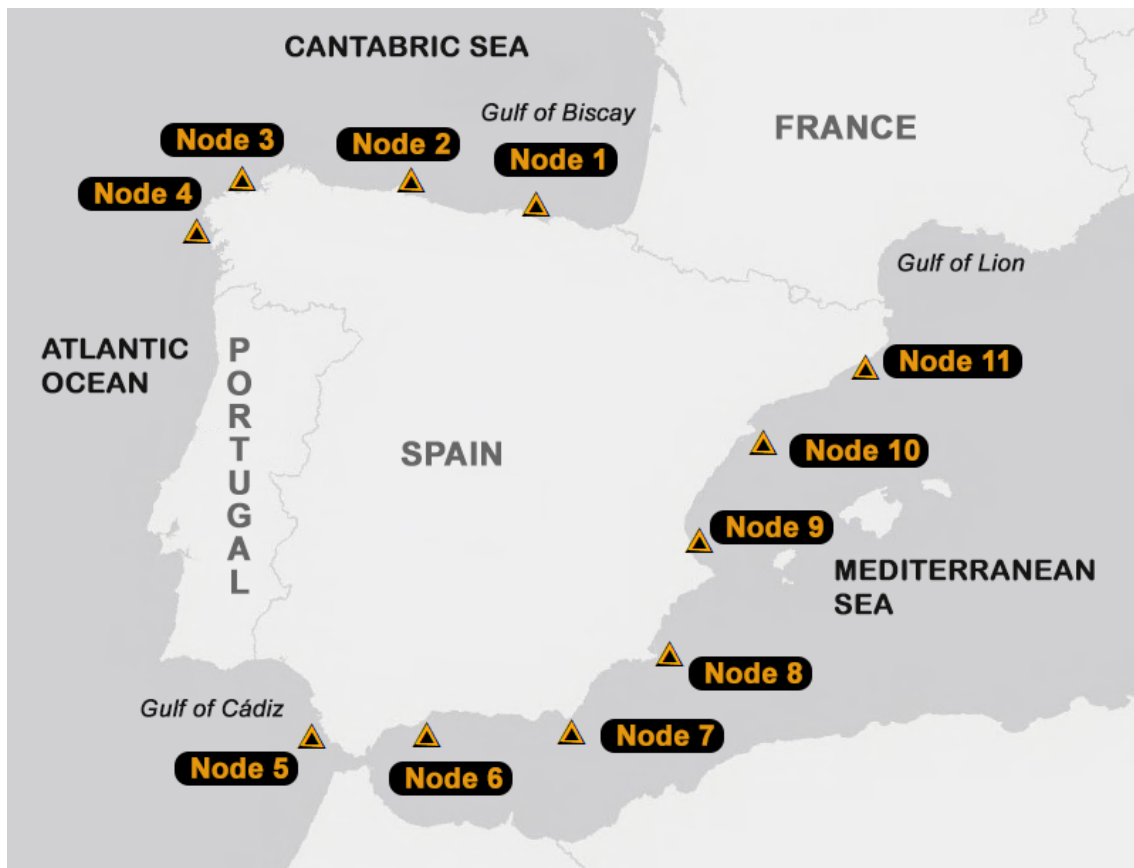 CANTABRIC SEA
Gulf of Biscay
FRANCE
Node 3
Node 2
Node 1
Node 4
Gulf of Lion
ATLANTIC
OCEAN
PORTUGAL
Node 11
SPAIN
Node 10
Node 9
MEDITERRANEAN
SEA
Node 8
Gulf of Cádiz
Node 7
Node 5
Node 6